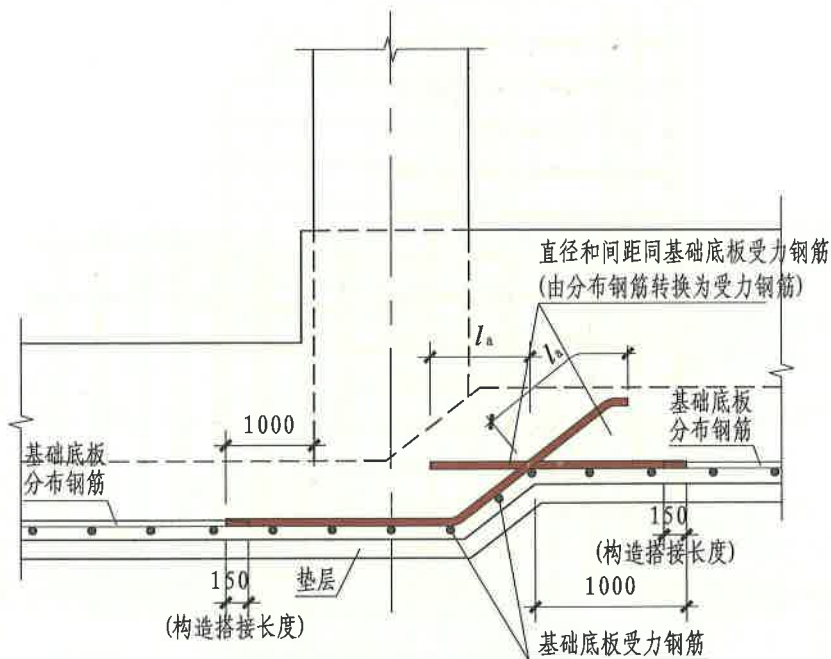 直径和间距同基础底板受力钢筋
(由分布钢筋转换为受力钢筋)
la
la
1000
基础底板
分布钢筋
基础底板
分布钢筋
150
(构造搭接长度)
150
垫层
1000
(构造搭接长度)
基础底板受力钢筋